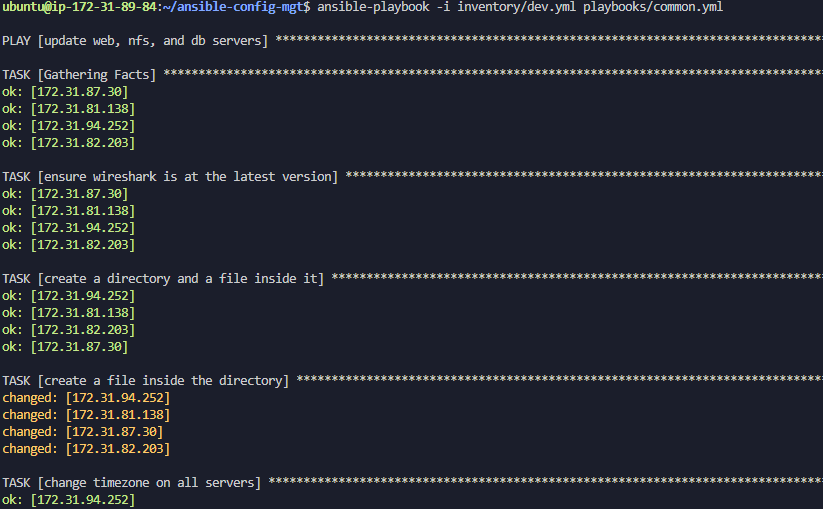 ubuntu@ip-172-31-89-84:~/ansible-config-mgt$ ansible-playbook -i inventory/dev.yml playbooks/common.yml
PLAY [update web, nfs, and db servers] ******************************************************************************
TASK [Gathering Facts] **********************************************************************************************
ok: [172.31.87.30]
ok: [172.31.81.138]
ok: [172.31.94.252]
ok: [172.31.82.203]
TASK [ensure wireshark is at the latest version] ********************************************************************
ok: [172.31.87.30]
ok: [172.31.81.138]
ok: [172.31.94.252]
ok: [172.31.82.203]
TASK [create a directory and a file inside it] **********************************************************************
ok: [172.31.94.252]
ok: [172.31.81.138]
ok: [172.31.82.203]
ok: [172.31.87.30]
TASK [create a file inside the directory] ***************************************************************************
changed: [172.31.94.252]
changed: [172.31.81.138]
changed: [172.31.87.30]
changed: [172.31.82.203]
TASK [change timezone on all servers] *******************************************************************************
ok: [172.31.94.252]